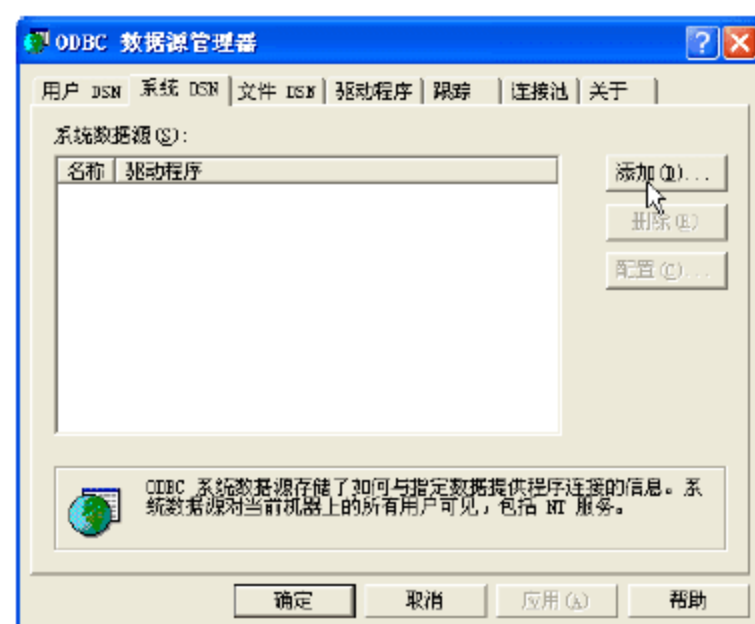 ODBC 数据源管理器
用户 DSN 系统 DSN 文件 DSN 驱动程序 跟踪 连接池 关于
系统数据源(S):
名称 驱动程序
添加(D)...
删除(R)
配置(C)...
ODBC 系统数据源存储了如何与指定数据提供程序连接的信息。系
统数据源对当前机器上的所有用户可见，包括 NT 服务。
确定 取消 应用(A) 帮助